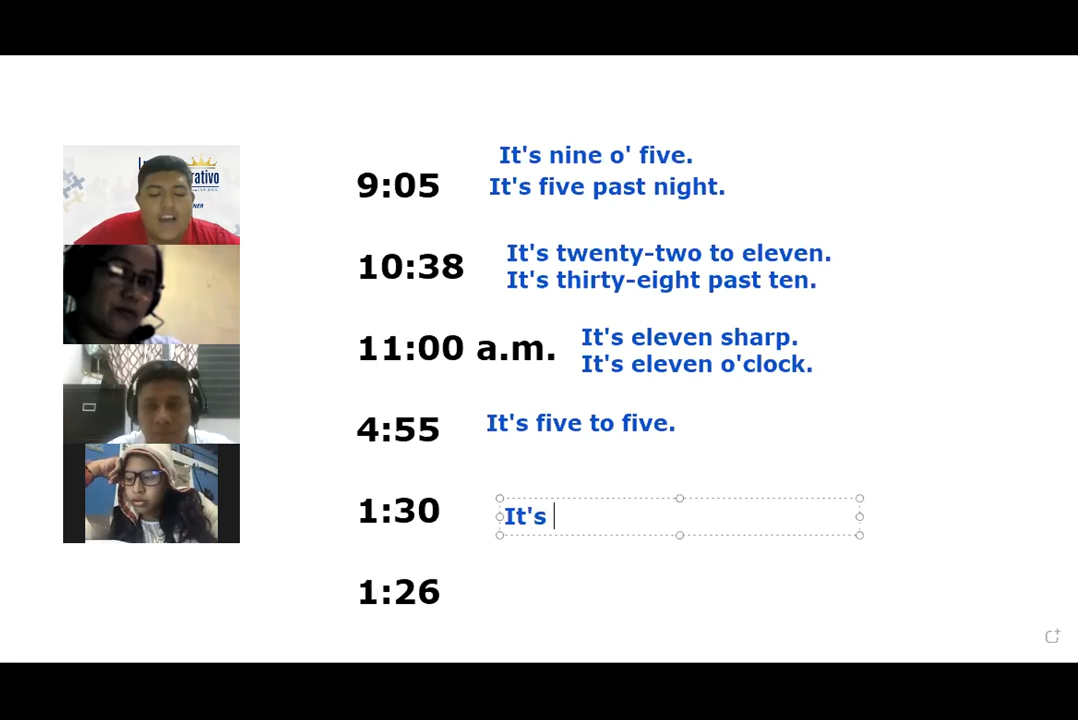 It's nine o' five.
9:05
It's five past night.
It's twenty-two to eleven.
10:38
It's thirty-eight past ten.
It's eleven sharp.
11:00 a.m.
It's eleven o'clock.
4:55 It's five to five.
1:30 It's
1:26